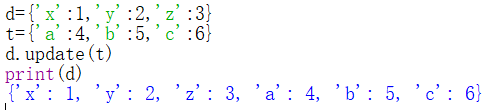 d={'x':1,'y':2,'z':3}
t={'a':4,'b':5,'c':6}
d.update(t)
print(d)
{'x': 1, 'y': 2, 'z': 3, 'a': 4, 'b': 5, 'c': 6}